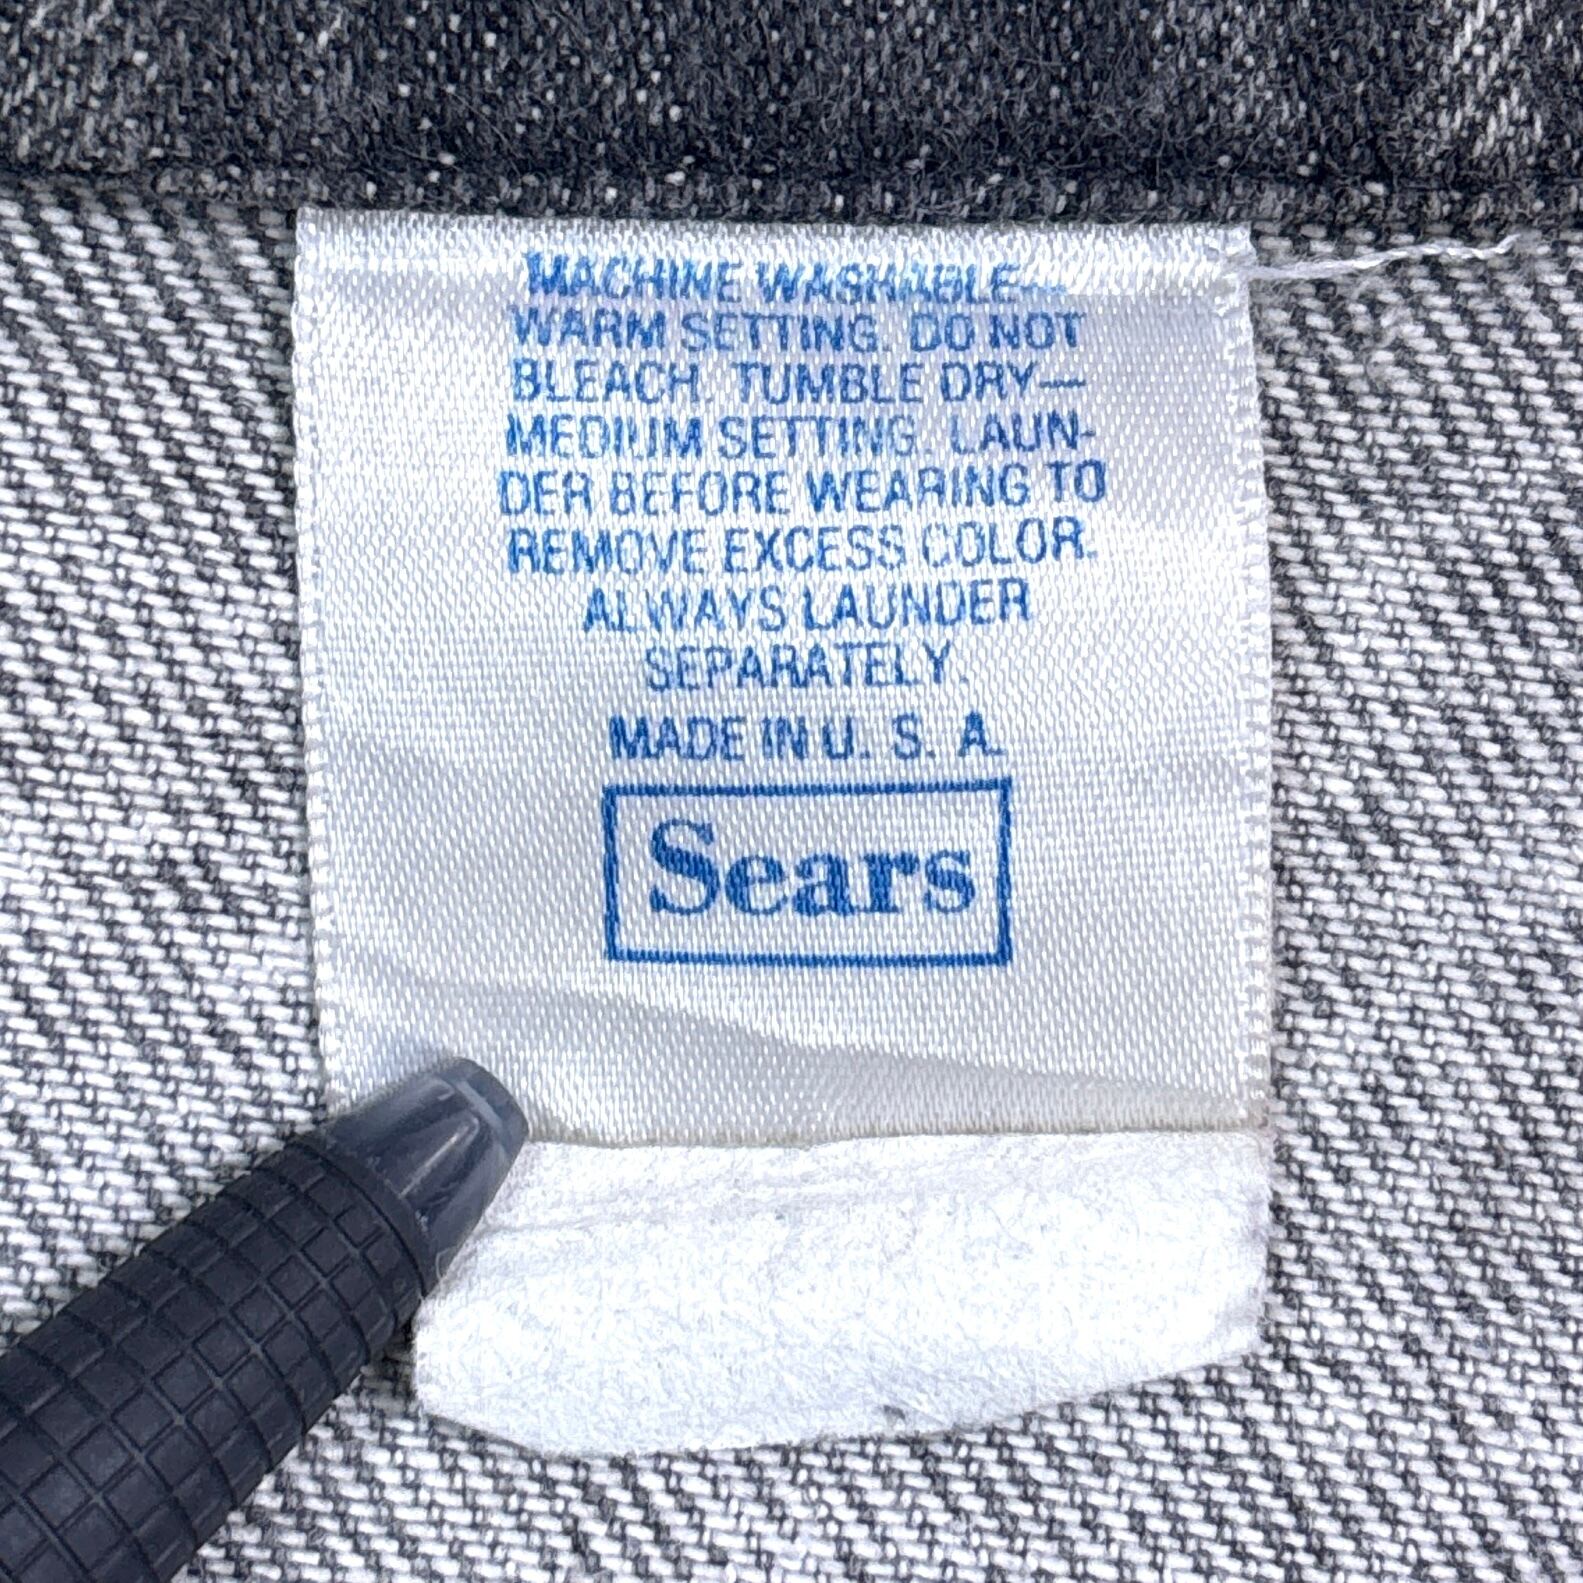 MACHINE WASHABLE—
WARM SETTING. DO NOT
BLEACH. TUMBLE DRY—
MEDIUM SETTING. LAUN-
DER BEFORE WEARING TO
REMOVE EXCESS COLOR.
ALWAYS LAUNDER
SEPARATELY.
MADE IN U. S. A.
Sears